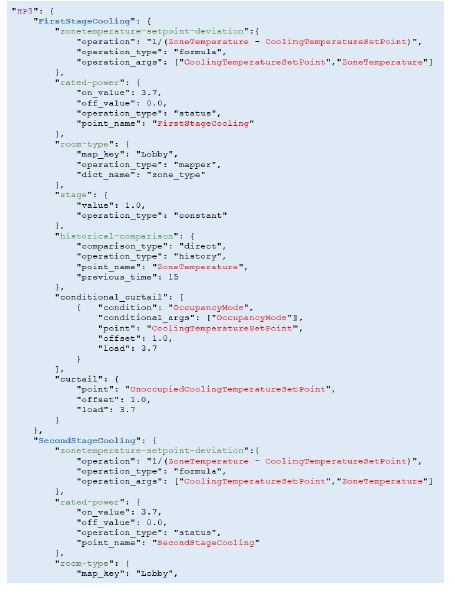 "HP3": {
"FirstStageCooling": {
"zonetemperature-setpoint-deviation":{
"operation": "1/(ZoneTemperature - CoolingTemperatureSetPoint)",
"operation_type": "formula",
"operation_args": ["CoolingTemperatureSetPoint","ZoneTemperature"]
},
"rated-power": {
"on_value": 3.7,
"off_value": 0.0,
"operation_type": "status",
"point_name": "FirstStageCooling"
},
"room-type": {
"map_key": "Lobby",
"operation_type": "mapper",
"dict_name": "zone_type"
},
"stage": {
"value": 1.0,
"operation_type": "constant"
},
"historical-comparison": {
"comparison_type": "direct",
"operation_type": "history",
"point_name": "ZoneTemperature",
"previous_time": 15
},
"conditional_curtail": [
{ "condition": "OccupancyMode",
"conditional_args": ["OccupancyMode"],
"point": "CoolingTemperatureSetPoint",
"offset": 1.0,
"load": 3.7
}
],
"curtail": {
"point": "UnoccupiedCoolingTemperatureSetPoint",
"offset": 1.0,
"load": 3.7
}
},
"SecondStageCooling": {
"zonetemperature-setpoint-deviation":{
"operation": "1/(ZoneTemperature - CoolingTemperatureSetPoint)",
"operation_type": "formula",
"operation_args": ["CoolingTemperatureSetPoint","ZoneTemperature"]
},
"rated-power": {
"on_value": 3.7,
"off_value": 0.0,
"operation_type": "status",
"point_name": "SecondStageCooling"
},
"room-type": {
"map_key": "Lobby",